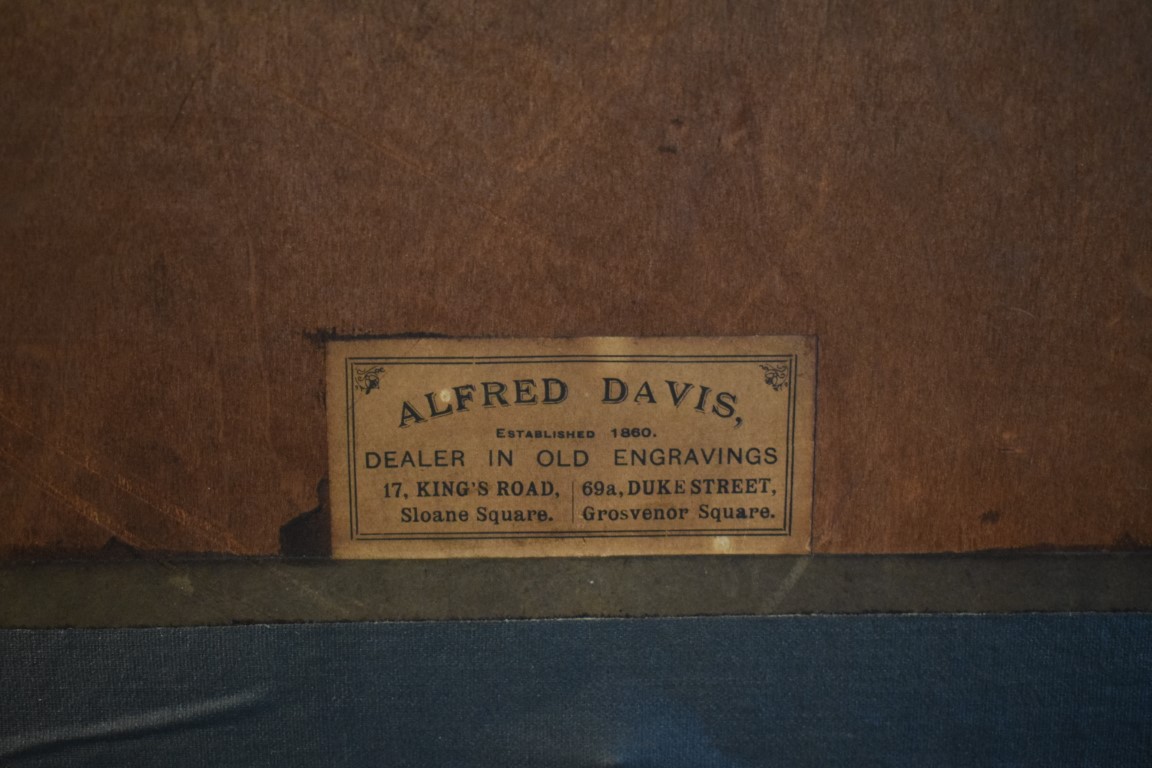 ALFRED DAVIS,
ESTABLISHED 1860.
DEALER IN OLD ENGRAVINGS
17, KING'S ROAD,
Sloane Square.
69a, DUKE STREET,
Grosvenor Square.